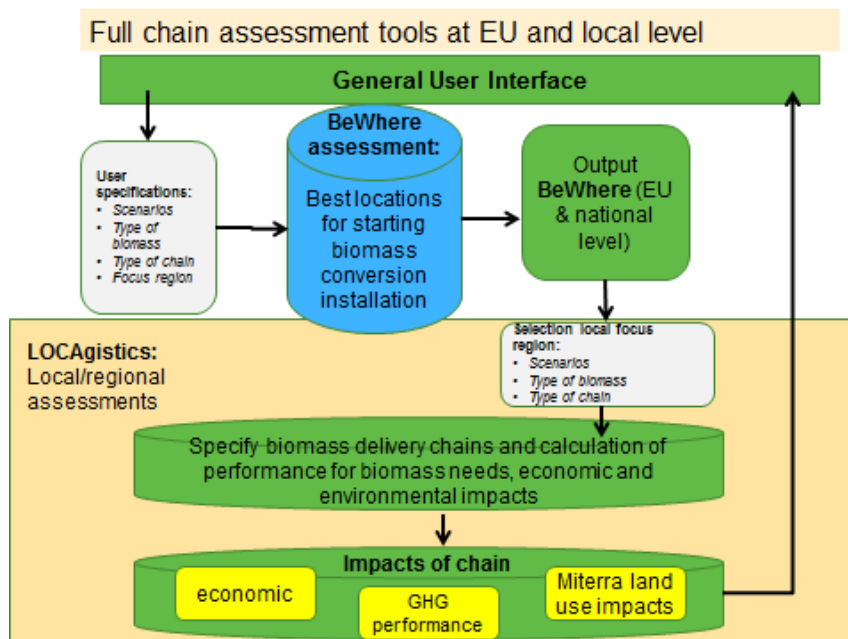 Full chain assessment tools at EU and local level
General User Interface
User
specifications:
• Scenarios
• Type of
biomass
• Type of chain
• Focus region
BeWhere
assessment:
Best locations
for starting
biomass
conversion
installation
Output
BeWhere (EU
& national
level)
Selection local focus
region:
• Scenarios
• Type of biomass
• Type of chain
LOCAgistics:
Local/regional
assessments
Specify biomass delivery chains and calculation of
performance for biomass needs, economic and
environmental impacts
Impacts of chain
economic
GHG
performance
Miterra land
use impacts